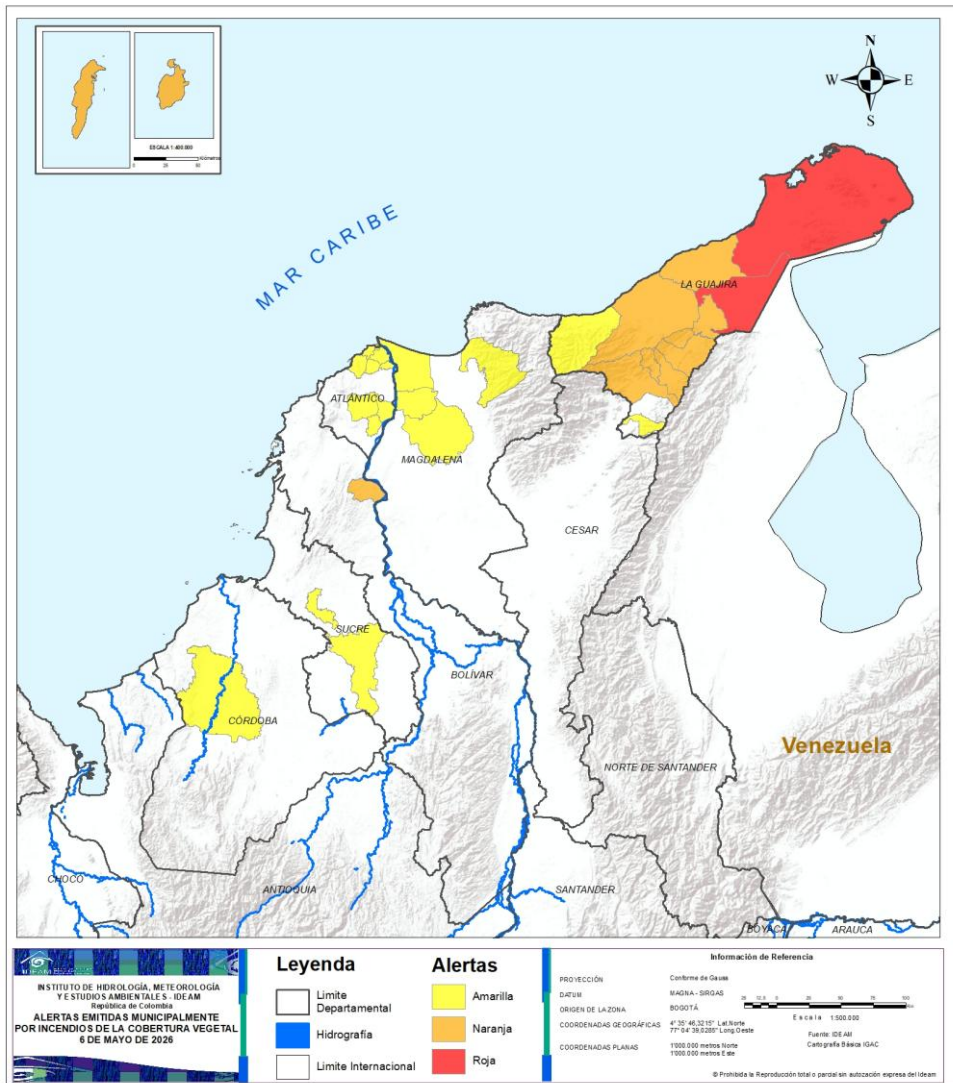 ESCALA 1:400.000
Kilómetros
N
W
E
S
MAR CARIBE
LA GUAJIRA
ATLÁNTICO
MAGDALENA
CESAR
SUCRE
BOLÍVAR
CÓRDOBA
Venezuela
NORTE DE SANTANDER
CHOCÓ
ANTIOQUIA
SANTANDER
BOYACÁ
ARAUCA
IDEAM
INSTITUTO DE HIDROLOGÍA, METEOROLOGÍA
Y ESTUDIOS AMBIENTALES - IDEAM
República de Colombia
ALERTAS EMITIDAS MUNICIPALMENTE
POR INCENDIOS DE LA COBERTURA VEGETAL
6 DE MAYO DE 2026
Leyenda
Limite
Departamental
Hidrografía
Limite Internacional
Alertas
Amarilla
Naranja
Roja
Información de Referencia
PROYECCIÓN Conforme de Gauss
DATUM MAGNA - SIRGAS
ORIGEN DE LA ZONA BOGOTÁ
COORDENADAS GEOGRÁFICAS 4° 35' 46,3215" Lat.Norte
77° 04' 39,0285" Long.Oeste
COORDENADAS PLANAS 1'000.000 metros Norte
1'000.000 metros Este
Escala 1:500.000
Fuente: IDEAM
Cartografía Básica IGAC
© Prohibida la Reproducción total o parcial sin autozación expresa del Ideam